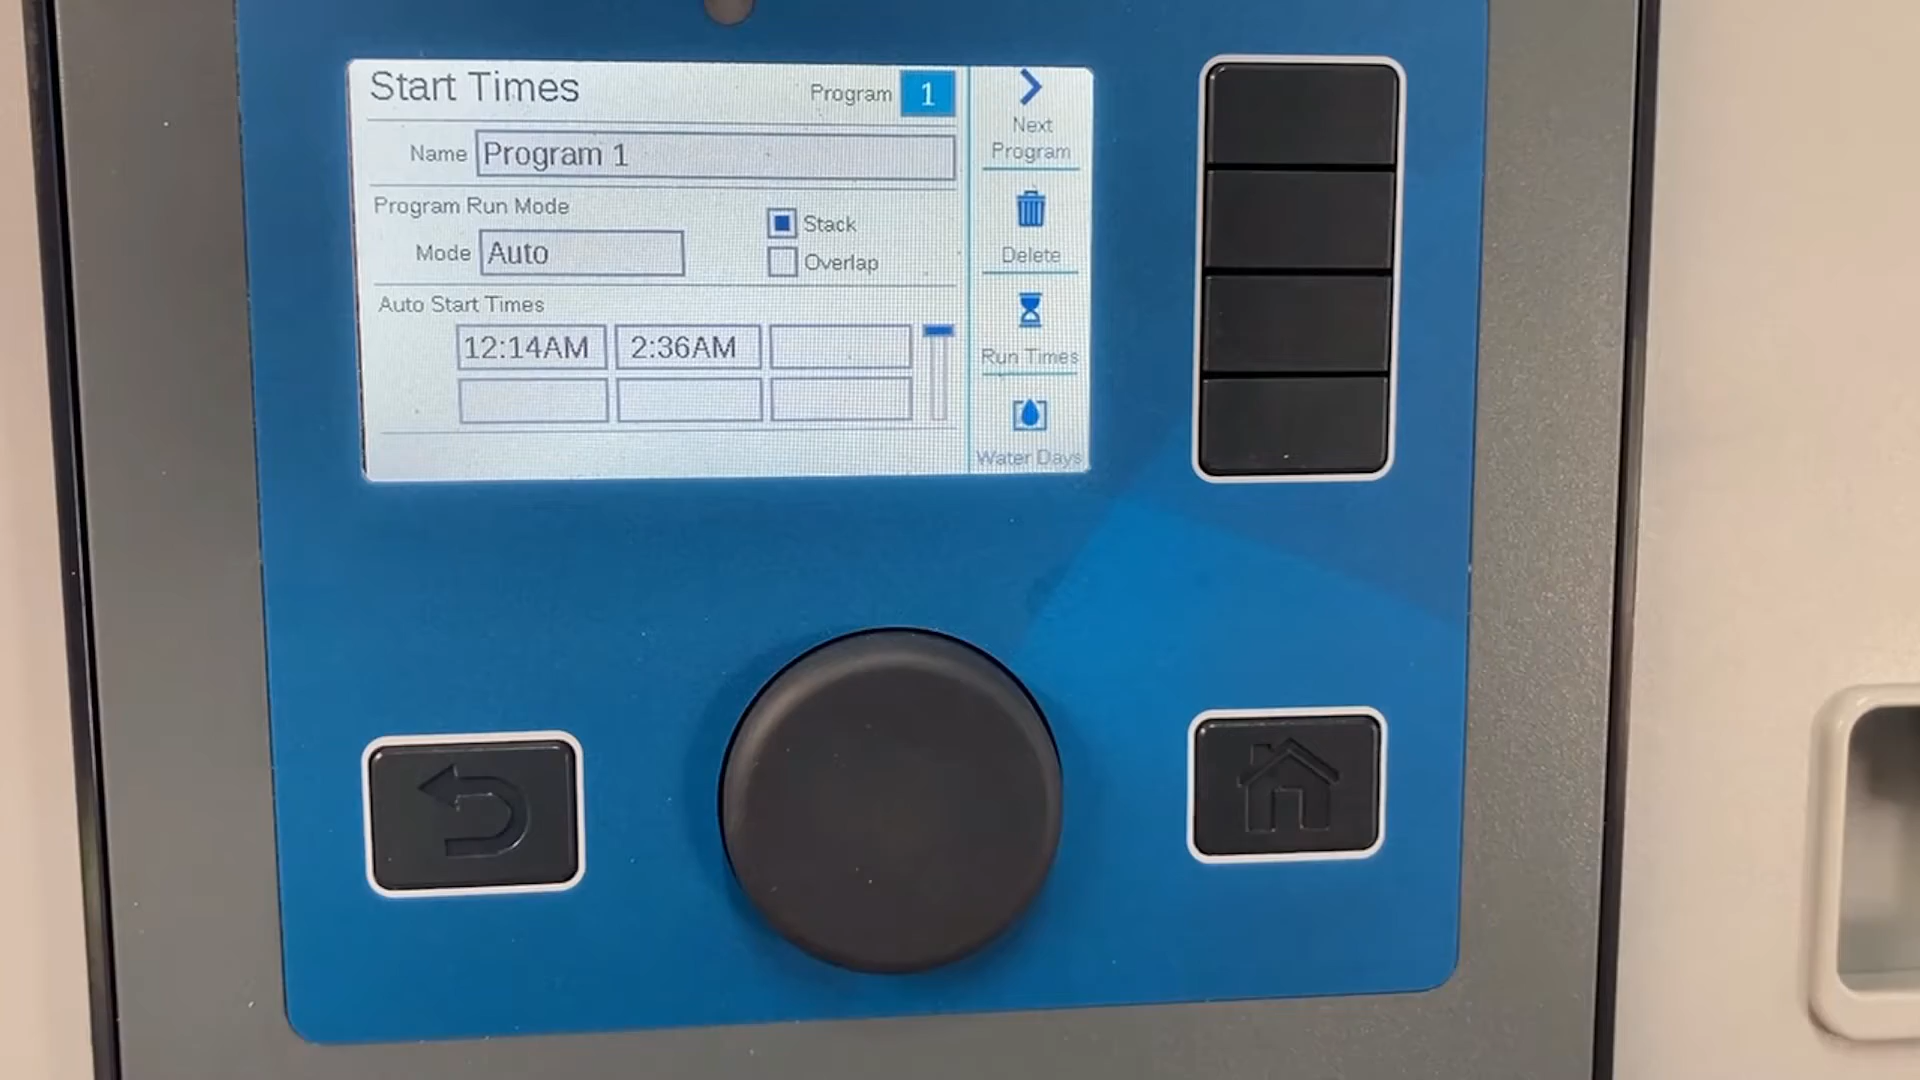 Start Times
Program 1
Name Program 1
Program Run Mode
Mode Auto
Stack
Overlap
Auto Start Times
12:14AM 2:36AM
Next
Program
Delete
Run Times
Water Days